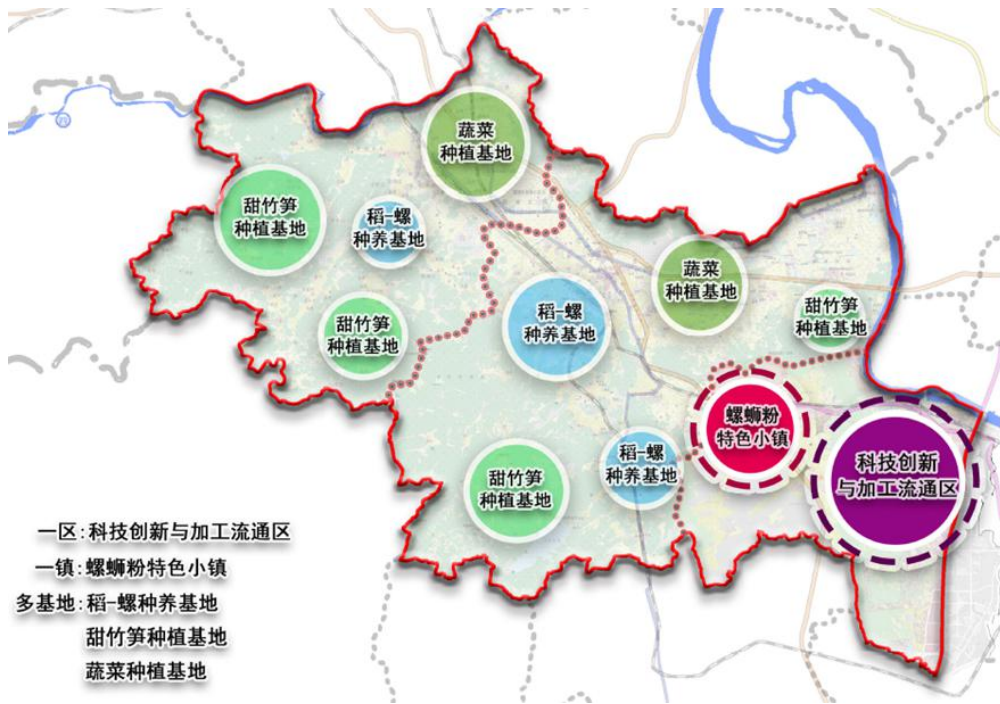 蔬菜
种植基地
甜竹笋
种植基地
稻-螺
种养基地
蔬菜
种植基地
稻-螺
种养基地
甜竹笋
种植基地
甜竹笋
种植基地
螺蛳粉
特色小镇
稻-螺
种养基地
科技创新
与加工流通区
甜竹笋
种植基地
一区：科技创新与加工流通区
一镇：螺蛳粉特色小镇
多基地：稻-螺种养基地
甜竹笋种植基地
蔬菜种植基地